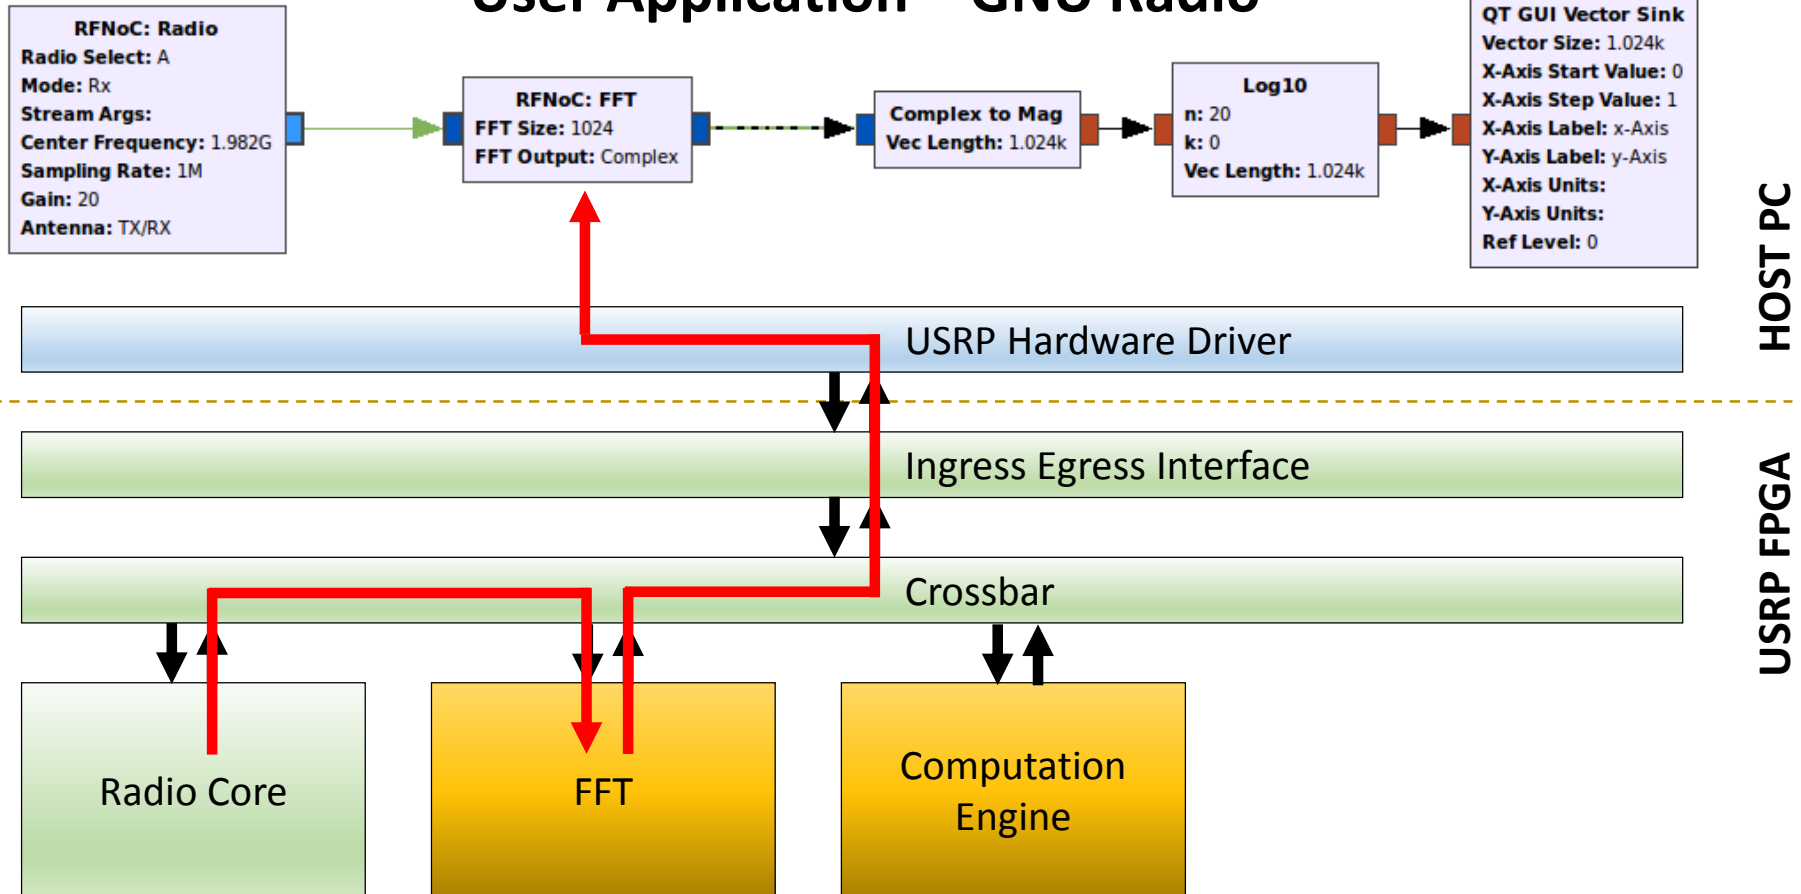 User Application – GNU Radio
RFNoC: Radio
Radio Select: A
Mode: Rx
Stream Args:
Center Frequency: 1.982G
Sampling Rate: 1M
Gain: 20
Antenna: TX/RX
RFNoC: FFT
FFT Size: 1024
FFT Output: Complex
Complex to Mag
Vec Length: 1.024k
Log10
n: 20
k: 0
Vec Length: 1.024k
QT GUI Vector Sink
Vector Size: 1.024k
X-Axis Start Value: 0
X-Axis Step Value: 1
X-Axis Label: x-Axis
Y-Axis Label: y-Axis
X-Axis Units:
Y-Axis Units:
Ref Level: 0
HOST PC
USRP Hardware Driver
Ingress Egress Interface
Crossbar
USRP FPGA
Radio Core
FFT
Computation
Engine